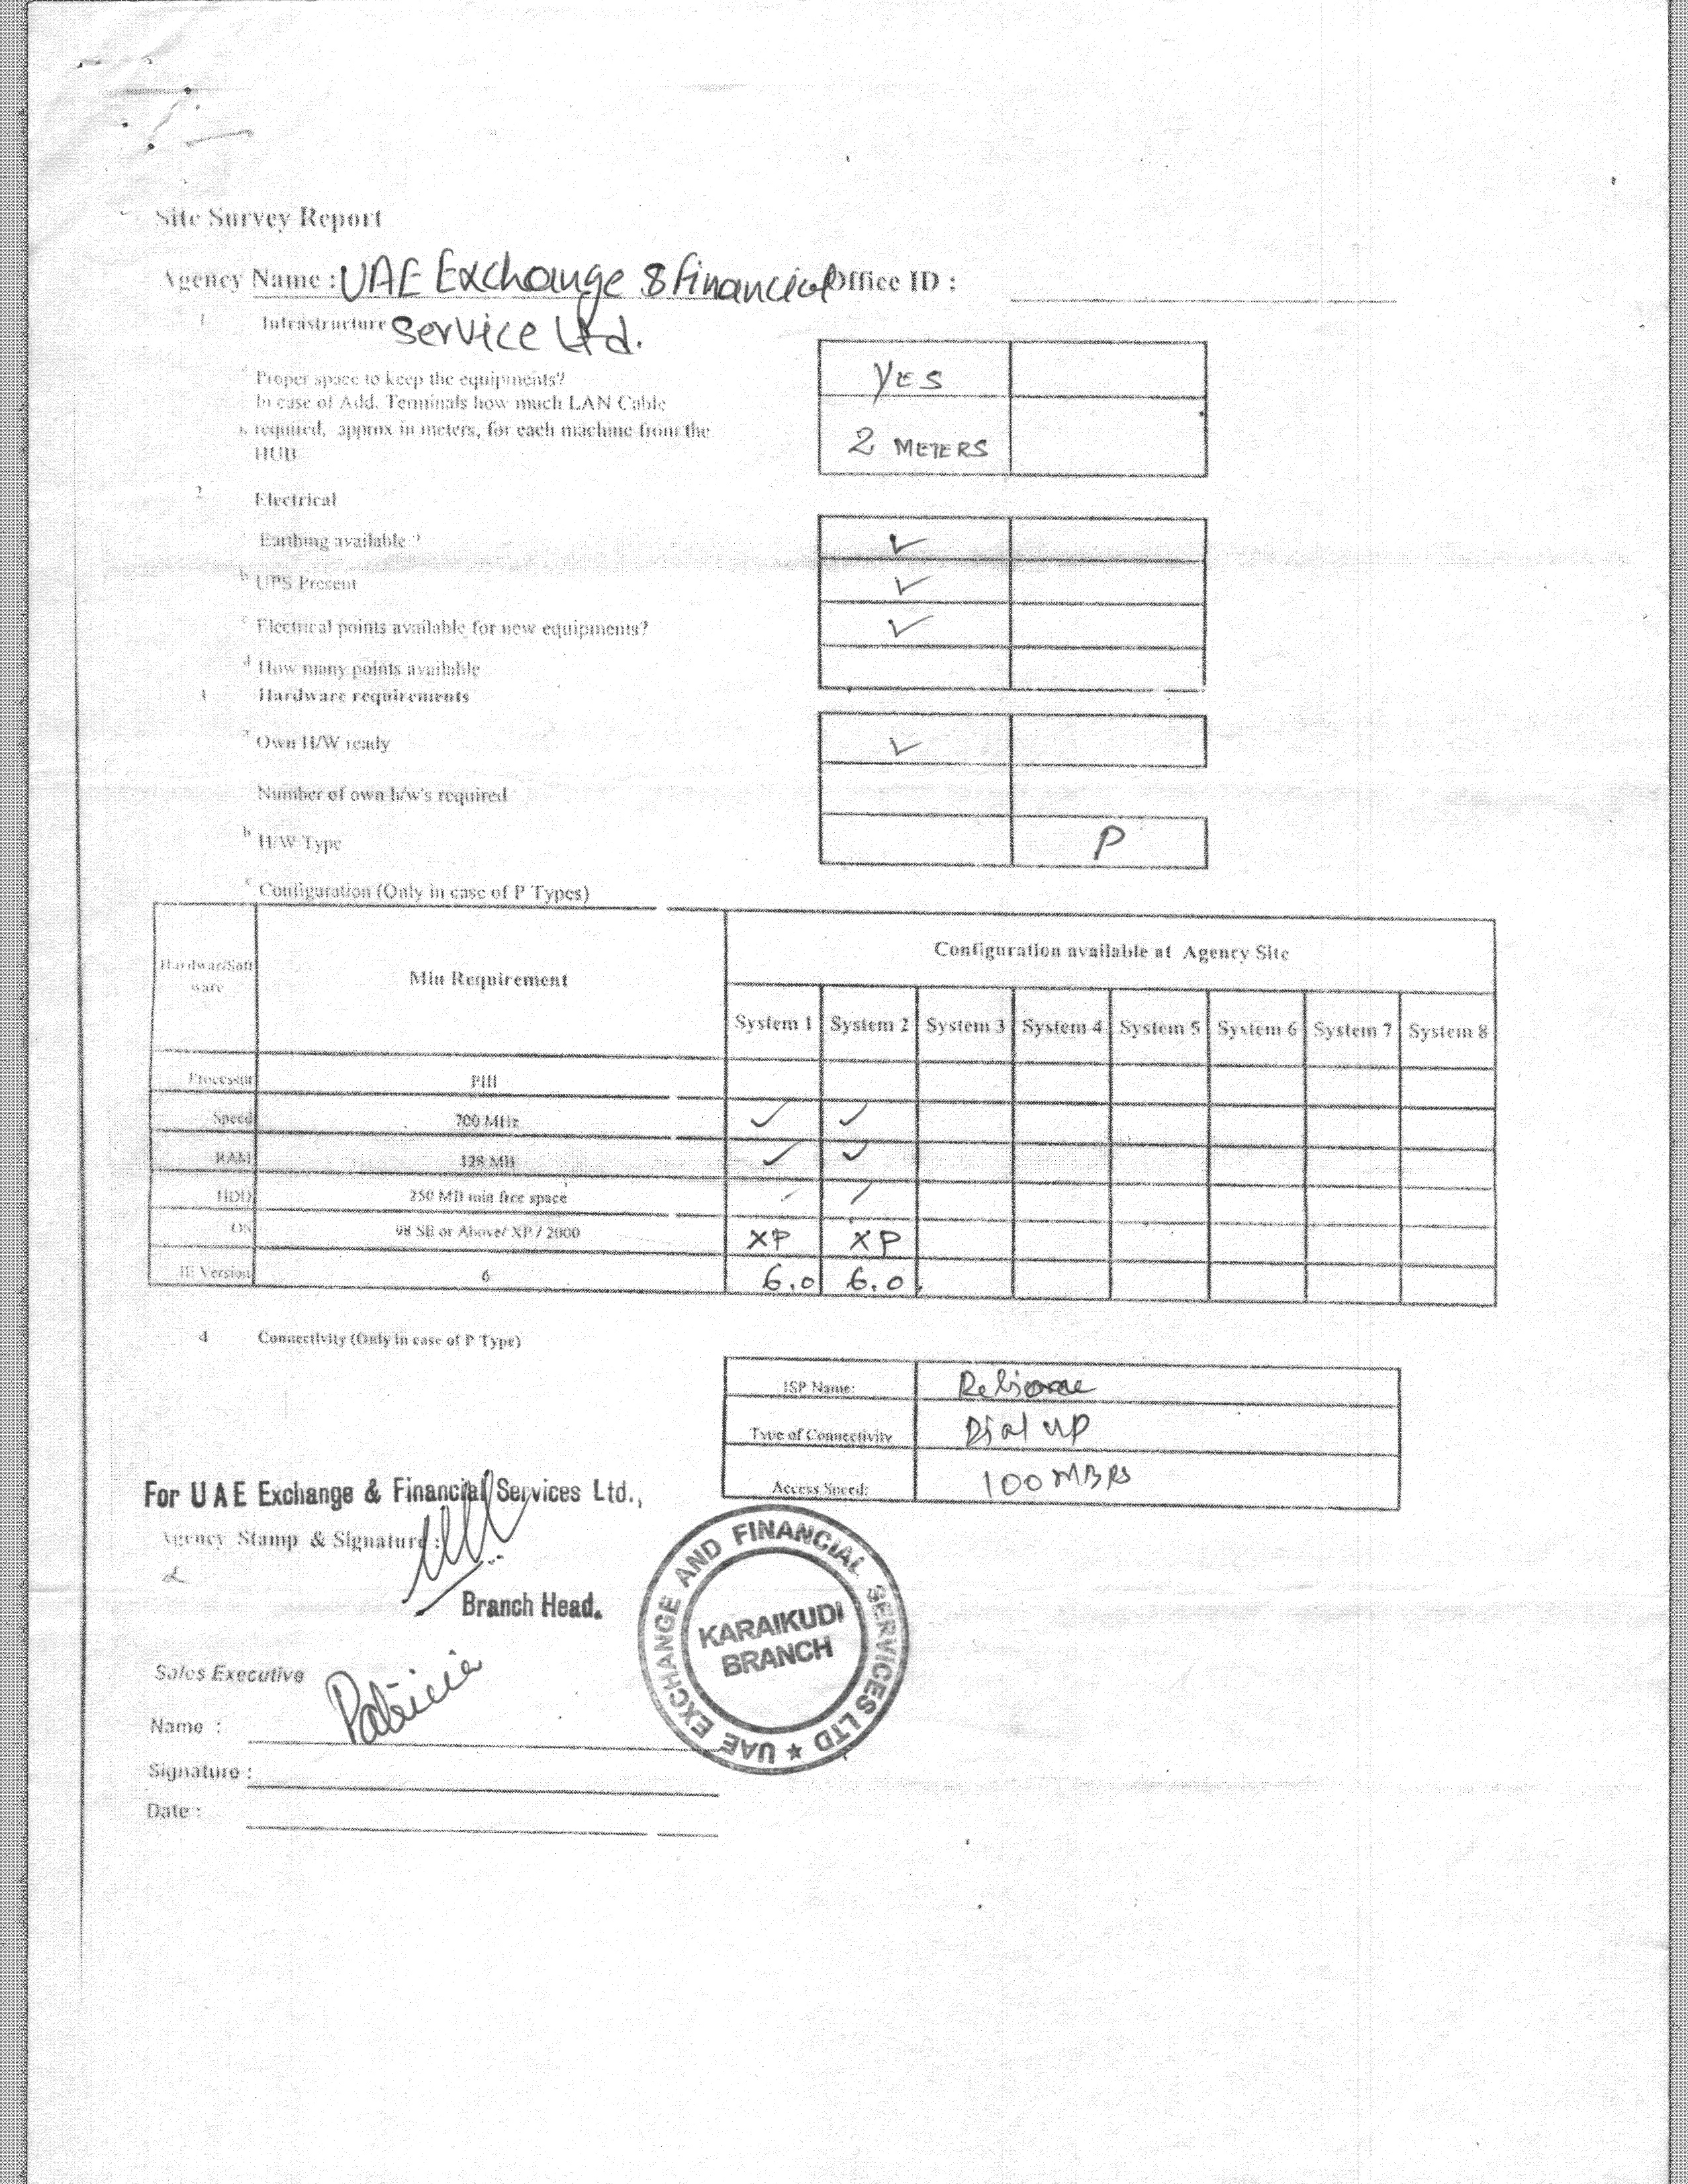 Site Survey Report
Agency Name : UAE Exchange & Financial Office ID :
Service Ltd.
1 Infrastructure
Proper space to keep the equipments? YES
In case of Add. Terminals how much LAN Cable
b required, approx in meters, for each machine from the 2 METERS
HUB
2 Electrical
Earthing available ? ✓
b UPS Present ✓
c Electrical points available for new equipments? ✓
d How many points available
3 Hardware requirements
a Own H/W ready ✓
Number of own h/w's required
b H/W Type P
c Configuration (Only in case of P Types)
Hardwar/Soft
ware Min Requirement Configuration available at Agency Site
System 1 System 2 System 3 System 4 System 5 System 6 System 7 System 8
Processor PIII
Speed 700 MHz ✓ ✓
RAM 128 MB ✓ ✓
HDD 250 MB min free space ✓ ✓
OS 98 SE or Above/ XP / 2000 XP XP
IE Version 6 6.0 6.0
4 Connectivity (Only in case of P Type)
ISP Name: Reliance
Type of Connectivity Dial up
Access Speed: 100 MBPS
For UAE Exchange & Financial Services Ltd.,
Agency Stamp & Signature :
Branch Head.
UAE EXCHANGE AND FINANCIAL SERVICES LTD ★
KARAIKUDI
BRANCH
Sales Executive
Name : Patricia
Signature :
Date :